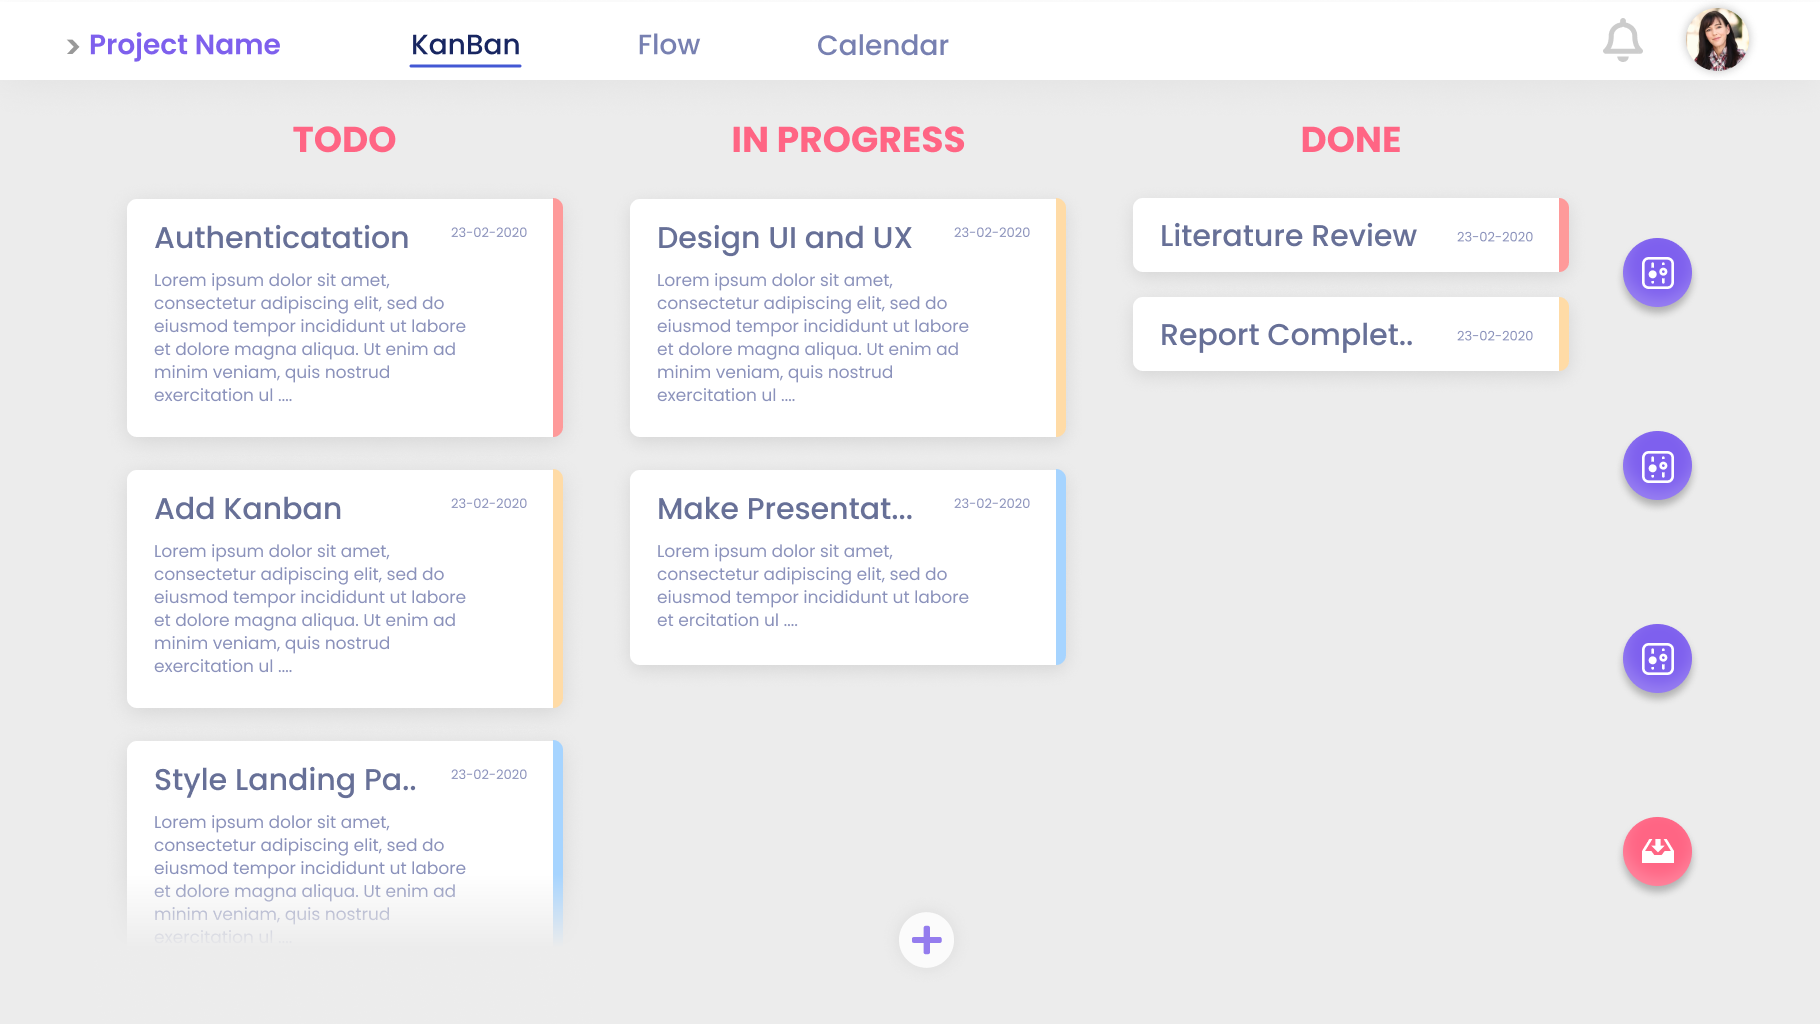 > Project Name
KanBan
Flow
Calendar
TODO
Authenticatation
23-02-2020
Lorem ipsum dolor sit amet,
consectetur adipiscing elit, sed do
eiusmod tempor incididunt ut labore
et dolore magna aliqua. Ut enim ad
minim veniam, quis nostrud
exercitation ul ....
Add Kanban
23-02-2020
Lorem ipsum dolor sit amet,
consectetur adipiscing elit, sed do
eiusmod tempor incididunt ut labore
et dolore magna aliqua. Ut enim ad
minim veniam, quis nostrud
exercitation ul ....
Style Landing Pa..
23-02-2020
Lorem ipsum dolor sit amet,
consectetur adipiscing elit, sed do
eiusmod tempor incididunt ut labore
et dolore magna aliqua. Ut enim ad
minim veniam, quis nostrud
exercitation ul ....
IN PROGRESS
Design UI and UX
23-02-2020
Lorem ipsum dolor sit amet,
consectetur adipiscing elit, sed do
eiusmod tempor incididunt ut labore
et dolore magna aliqua. Ut enim ad
minim veniam, quis nostrud
exercitation ul ....
Make Presentat...
23-02-2020
Lorem ipsum dolor sit amet,
consectetur adipiscing elit, sed do
eiusmod tempor incididunt ut labore
et ercitation ul ....
DONE
Literature Review
23-02-2020
Report Complet..
23-02-2020